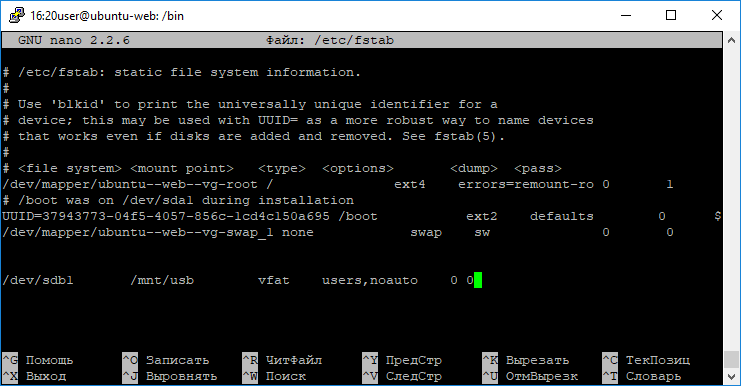 16:20user@ubuntu-web: /bin
GNU nano 2.2.6 Файл: /etc/fstab
# /etc/fstab: static file system information.
#
# Use 'blkid' to print the universally unique identifier for a
# device; this may be used with UUID= as a more robust way to name devices
# that works even if disks are added and removed. See fstab(5).
#
# <file system> <mount point> <type> <options> <dump> <pass>
/dev/mapper/ubuntu--web--vg-root / ext4 errors=remount-ro 0 1
# /boot was on /dev/sda1 during installation
UUID=37943773-04f5-4057-856c-1cd4c150a695 /boot ext2 defaults 0 $
/dev/mapper/ubuntu--web--vg-swap_1 none swap sw 0 0
/dev/sdb1 /mnt/usb vfat users,noauto 0 0
^G Помощь ^O Записать ^R ЧитФайл ^Y ПредСтр ^K Вырезать ^C ТекПозиц
^X Выход ^J Выровнять ^W Поиск ^V СледСтр ^U ОтмВырезк ^T Словарь